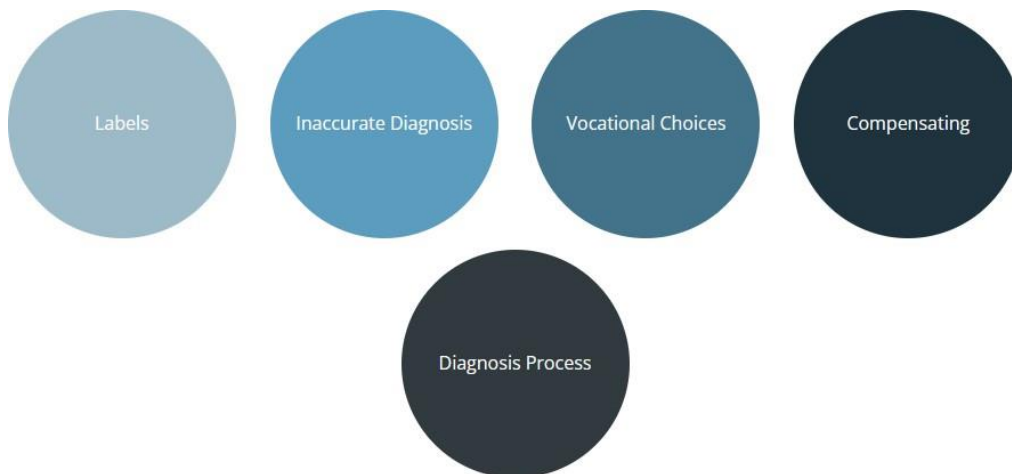 Labels
Inaccurate Diagnosis
Vocational Choices
Compensating
Diagnosis Process